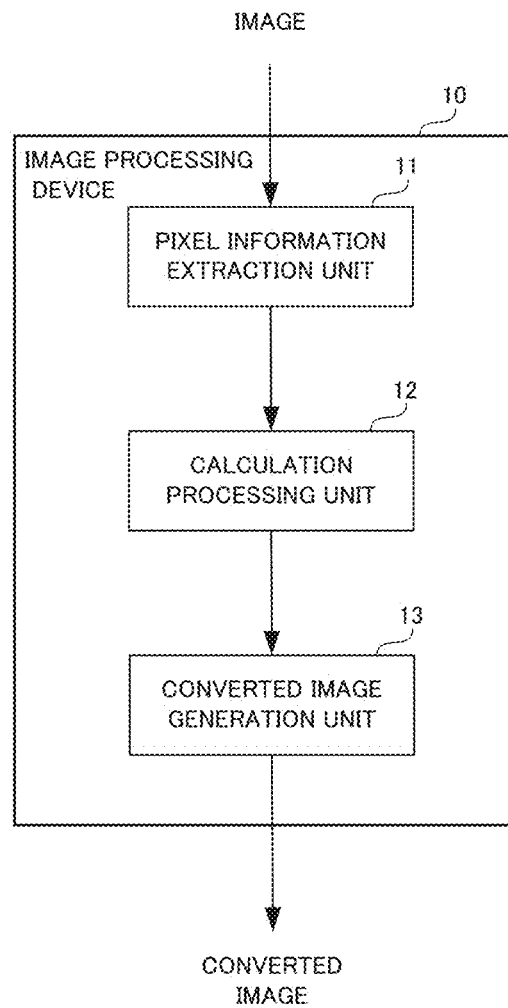 IMAGE
10
IMAGE PROCESSING
DEVICE
11
PIXEL INFORMATION
EXTRACTION UNIT
12
CALCULATION
PROCESSING UNIT
13
CONVERTED IMAGE
GENERATION UNIT
CONVERTED
IMAGE